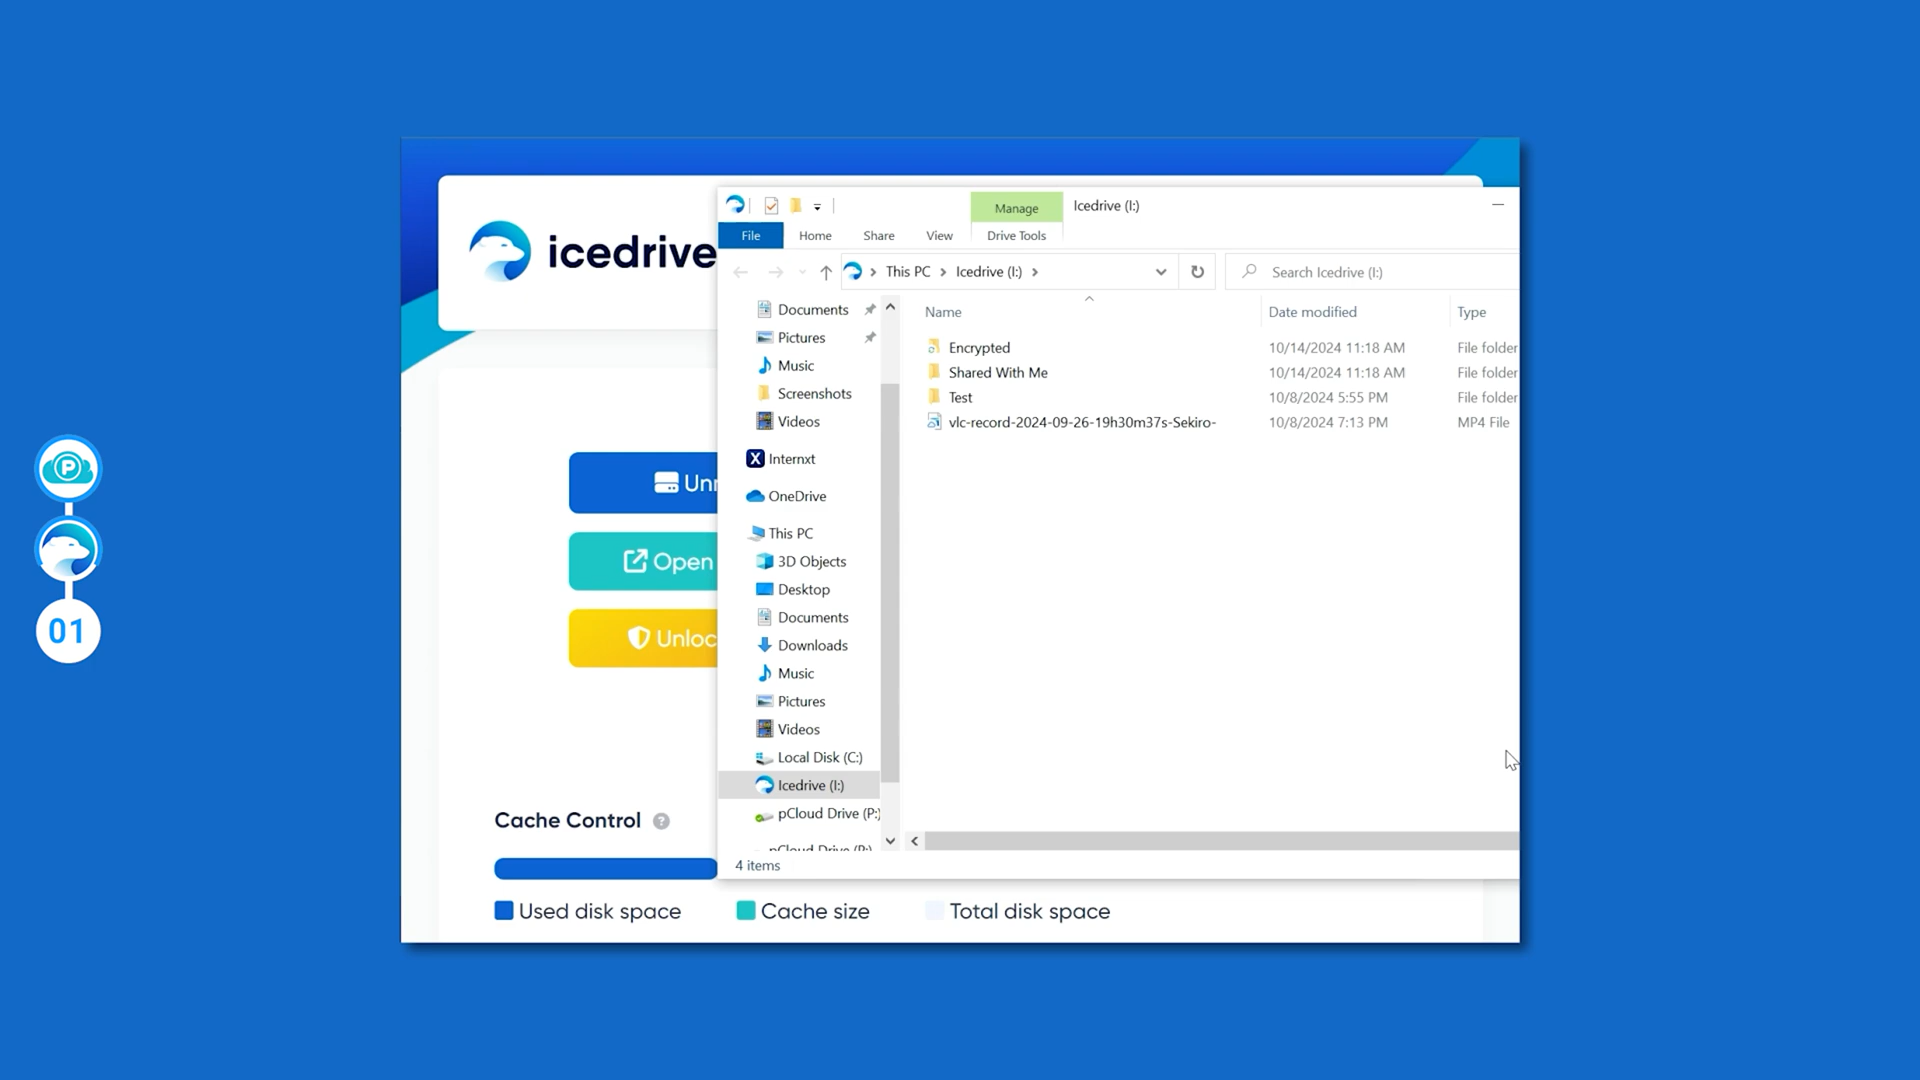 icedrive
Manage
Icedrive (I:)
File
Home
Share
View
Drive Tools
This PC
Icedrive (I:)
Search Icedrive (I:)
Documents
Pictures
Music
Screenshots
Videos
Internxt
OneDrive
This PC
3D Objects
Desktop
Documents
Downloads
Music
Pictures
Videos
Local Disk (C:)
Icedrive (I:)
pCloud Drive (P:)
pCloud Drive (P:)
Name
Date modified
Type
Encrypted
10/14/2024 11:18 AM
File folder
Shared With Me
10/14/2024 11:18 AM
File folder
Test
10/8/2024 5:55 PM
File folder
vlc-record-2024-09-26-19h30m37s-Sekiro-
10/8/2024 7:13 PM
MP4 File
4 items
Open
Cache Control
?
Used disk space
Cache size
Total disk space
P
01